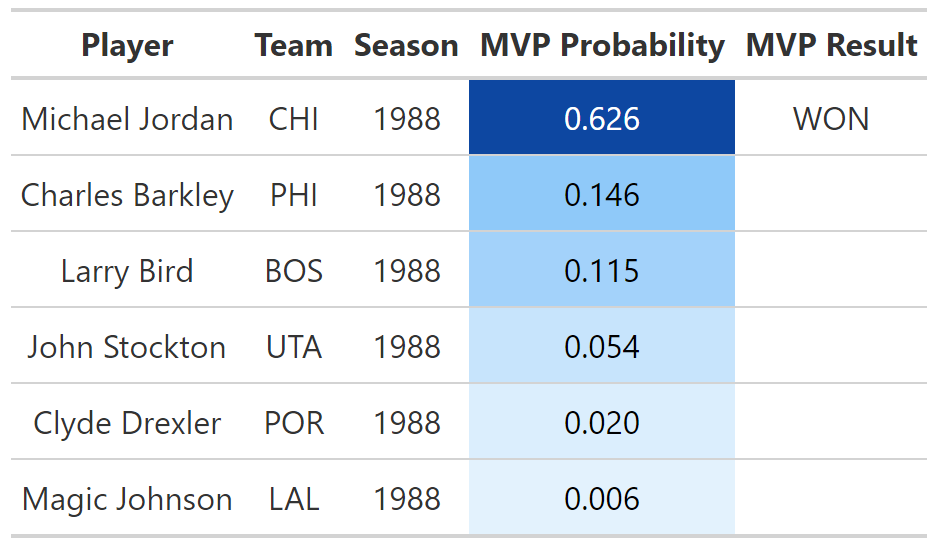 Player Team Season MVP Probability MVP Result
Michael Jordan CHI 1988 0.626 WON
Charles Barkley PHI 1988 0.146
Larry Bird BOS 1988 0.115
John Stockton UTA 1988 0.054
Clyde Drexler POR 1988 0.020
Magic Johnson LAL 1988 0.006